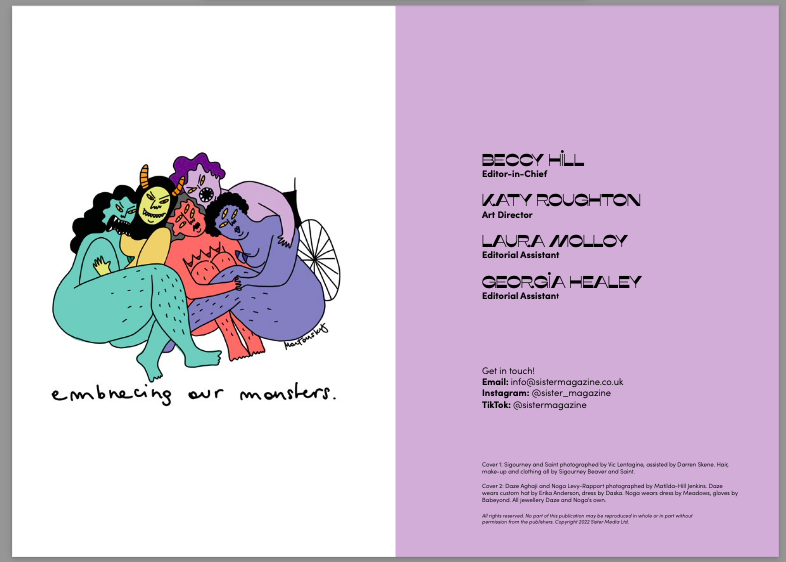 Martouskat
embracing our monsters.
BECCY HiLL
Editor-in-Chief
KATY ROUGHTON
Art Director
LAURA MOLLOY
Editorial Assistant
GEORGiA HEALEY
Editorial Assistant
Get in touch!
Email: info@sistermagazine.co.uk
Instagram: @sister_magazine
TikTok: @sistermagazine
Cover 1: Sigourney and Saint photographed by Vic Lentaigne, assisted by Darren Skene. Hair,
make-up and clothing all by Sigourney Beaver and Saint
Cover 2: Daze Aghaji and Noga Levy-Rapport photographed by Matilda-Hill Jenkins. Daze
wears custom hat by Erika Anderson, dress by Daska. Noga wears dress by Meadows, gloves by
Babeyond. All jewellery Daze and Noga's own.
All rights reserved. No part of this publication may be reproduced in whole or in part without
permission from the publishers. Copyright 2022 Sister Media Ltd.